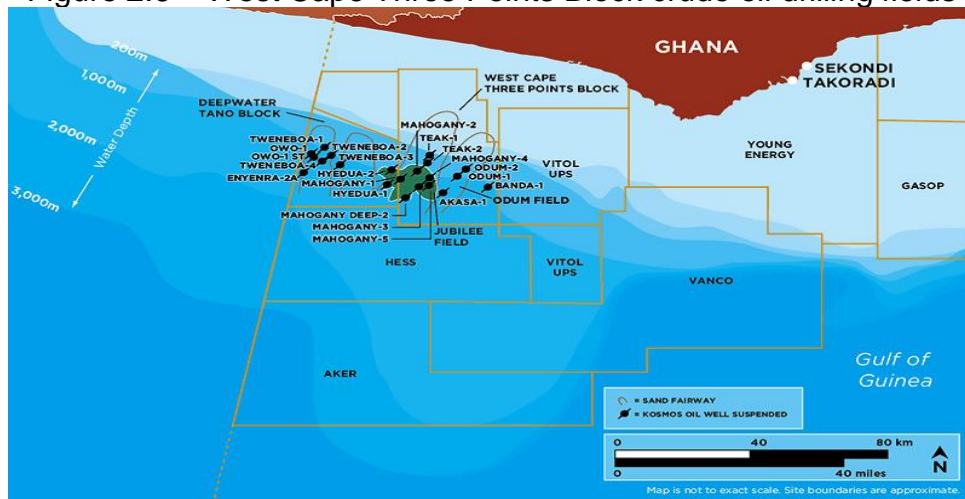 Figure 2.8 – West Cape Three Points Block crude oil drilling fields
GHANA
SEKONDI
TAKORADI
200m
1,000m
2,000m
3,000m
Water Depth
DEEPWATER
TANO BLOCK
WEST CAPE
THREE POINTS BLOCK
TWENEBOA-1
OWO-1
OWO-1 ST
TWENEBOA-4
ENYENRA-2A
TWENEBOA-2
TWENEBOA-3
HYEDUA-2
MAHOGANY-1
HYEDUA-1
MAHOGANY DEEP-2
MAHOGANY-3
MAHOGANY-5
MAHOGANY-2
TEAK-1
TEAK-2
MAHOGANY-4
ODUM-2
ODUM-1
BANDA-1
ODUM FIELD
AKASA-1
JUBILEE
FIELD
VITOL
UPS
YOUNG
ENERGY
GASOP
HESS
VITOL
UPS
VANCO
AKER
Gulf of
Guinea
= SAND FAIRWAY
= KOSMOS OIL WELL SUSPENDED
0 40 80 km
0 40 miles
N
Map is not to exact scale. Site boundaries are approximate.